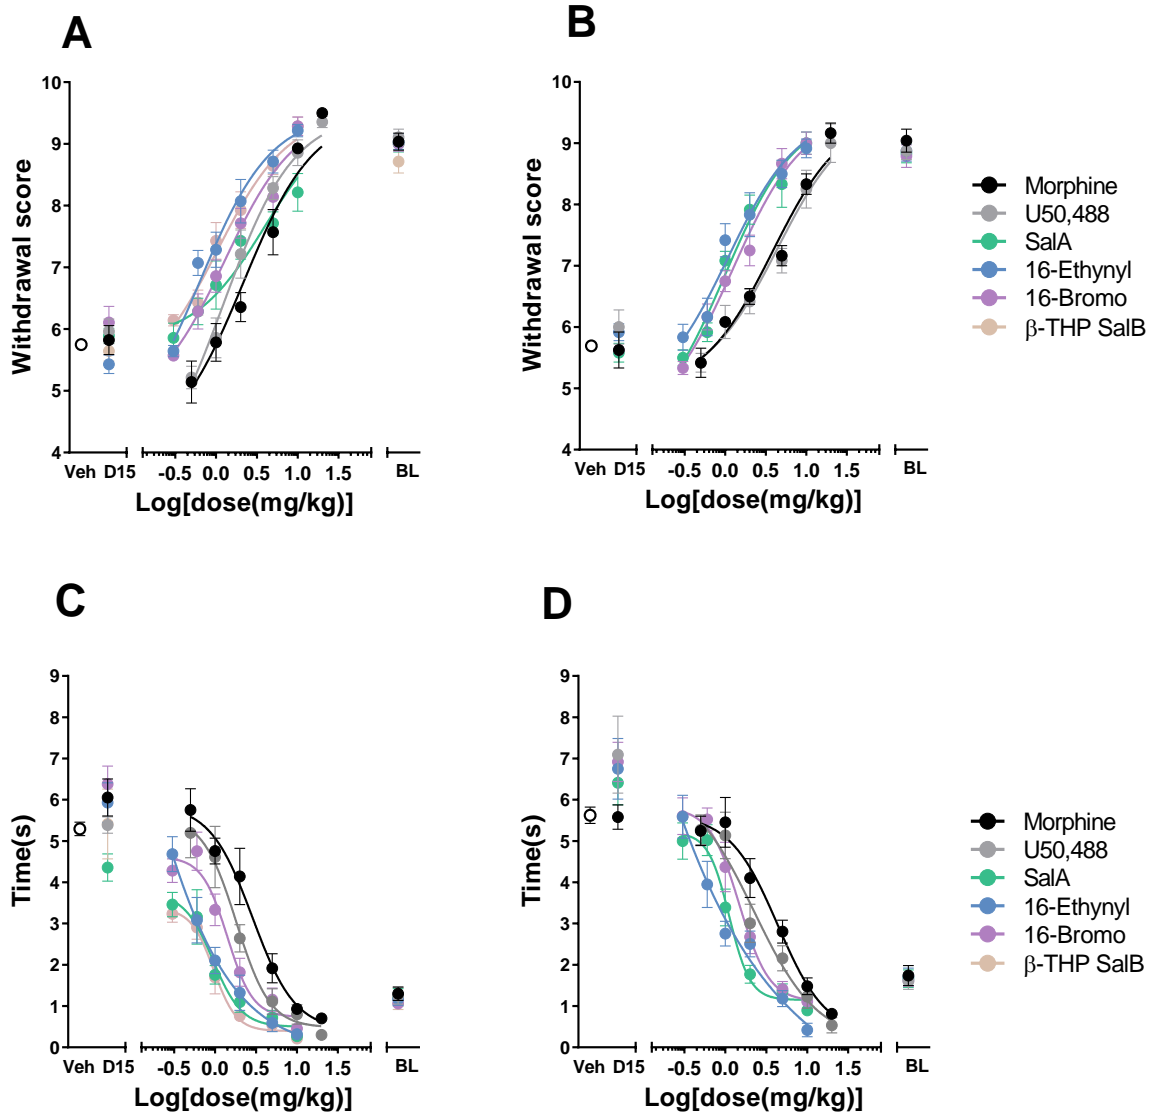 A
B
10
9
8
7
6
5
4
Withdrawal score
Veh D15 -0.5 0.0 0.5 1.0 1.5 BL
Log[dose(mg/kg)]
10
9
8
7
6
5
4
Withdrawal score
Veh D15 -0.5 0.0 0.5 1.0 1.5 BL
Log[dose(mg/kg)]
Morphine
U50,488
SalA
16-Ethynyl
16-Bromo
β-THP SalB
C
D
9
8
7
6
5
4
3
2
1
0
Time(s)
Veh D15 -0.5 0.0 0.5 1.0 1.5 BL
Log[dose(mg/kg)]
9
8
7
6
5
4
3
2
1
0
Time(s)
Veh D15 -0.5 0.0 0.5 1.0 1.5 BL
Log[dose(mg/kg)]
Morphine
U50,488
SalA
16-Ethynyl
16-Bromo
β-THP SalB